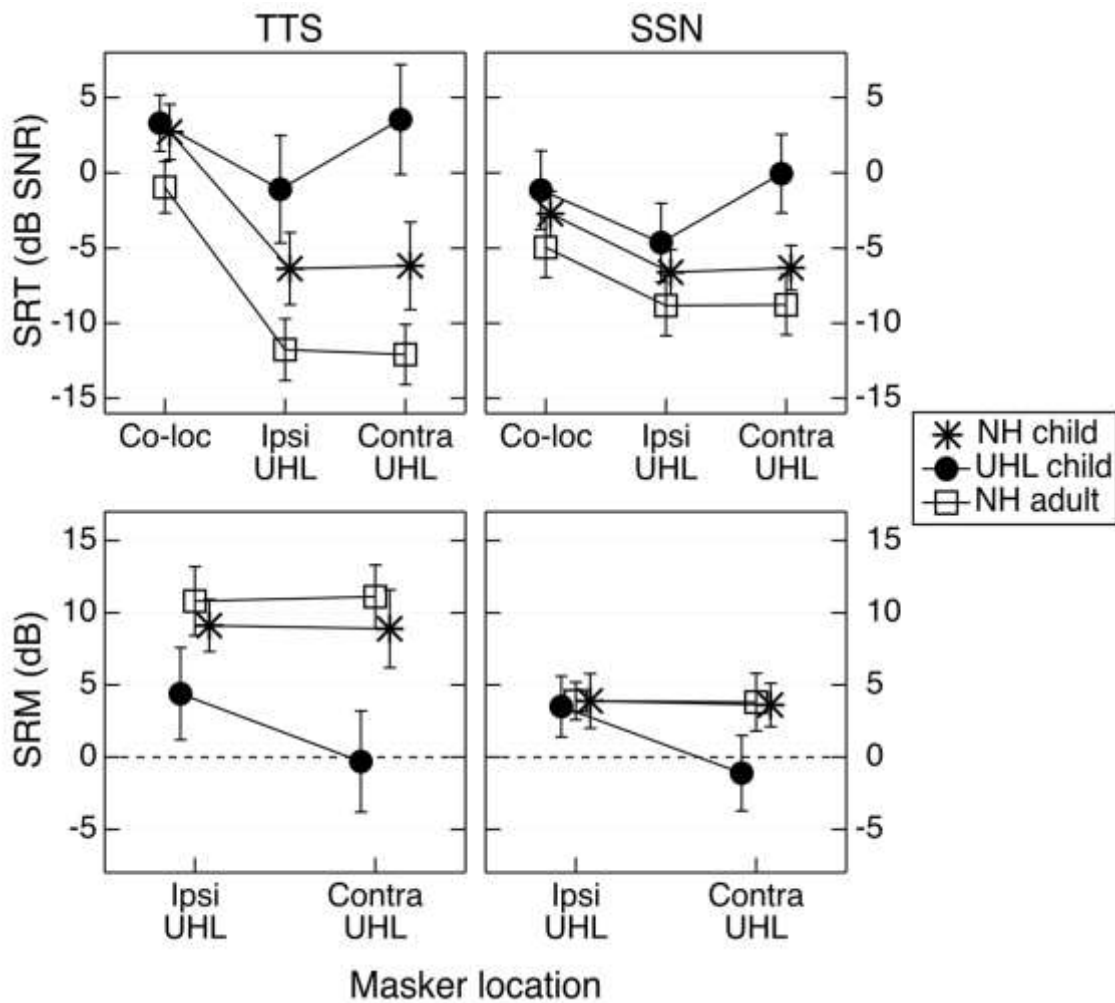 TTS
SSN
SRT (dB SNR)
5
0
-5
-10
-15
5
0
-5
-10
-15
Co-loc
Ipsi
UHL
Contra
UHL
Co-loc
Ipsi
UHL
Contra
UHL
NH child
UHL child
NH adult
SRM (dB)
15
10
5
0
-5
15
10
5
0
-5
Ipsi
UHL
Contra
UHL
Ipsi
UHL
Contra
UHL
Masker location